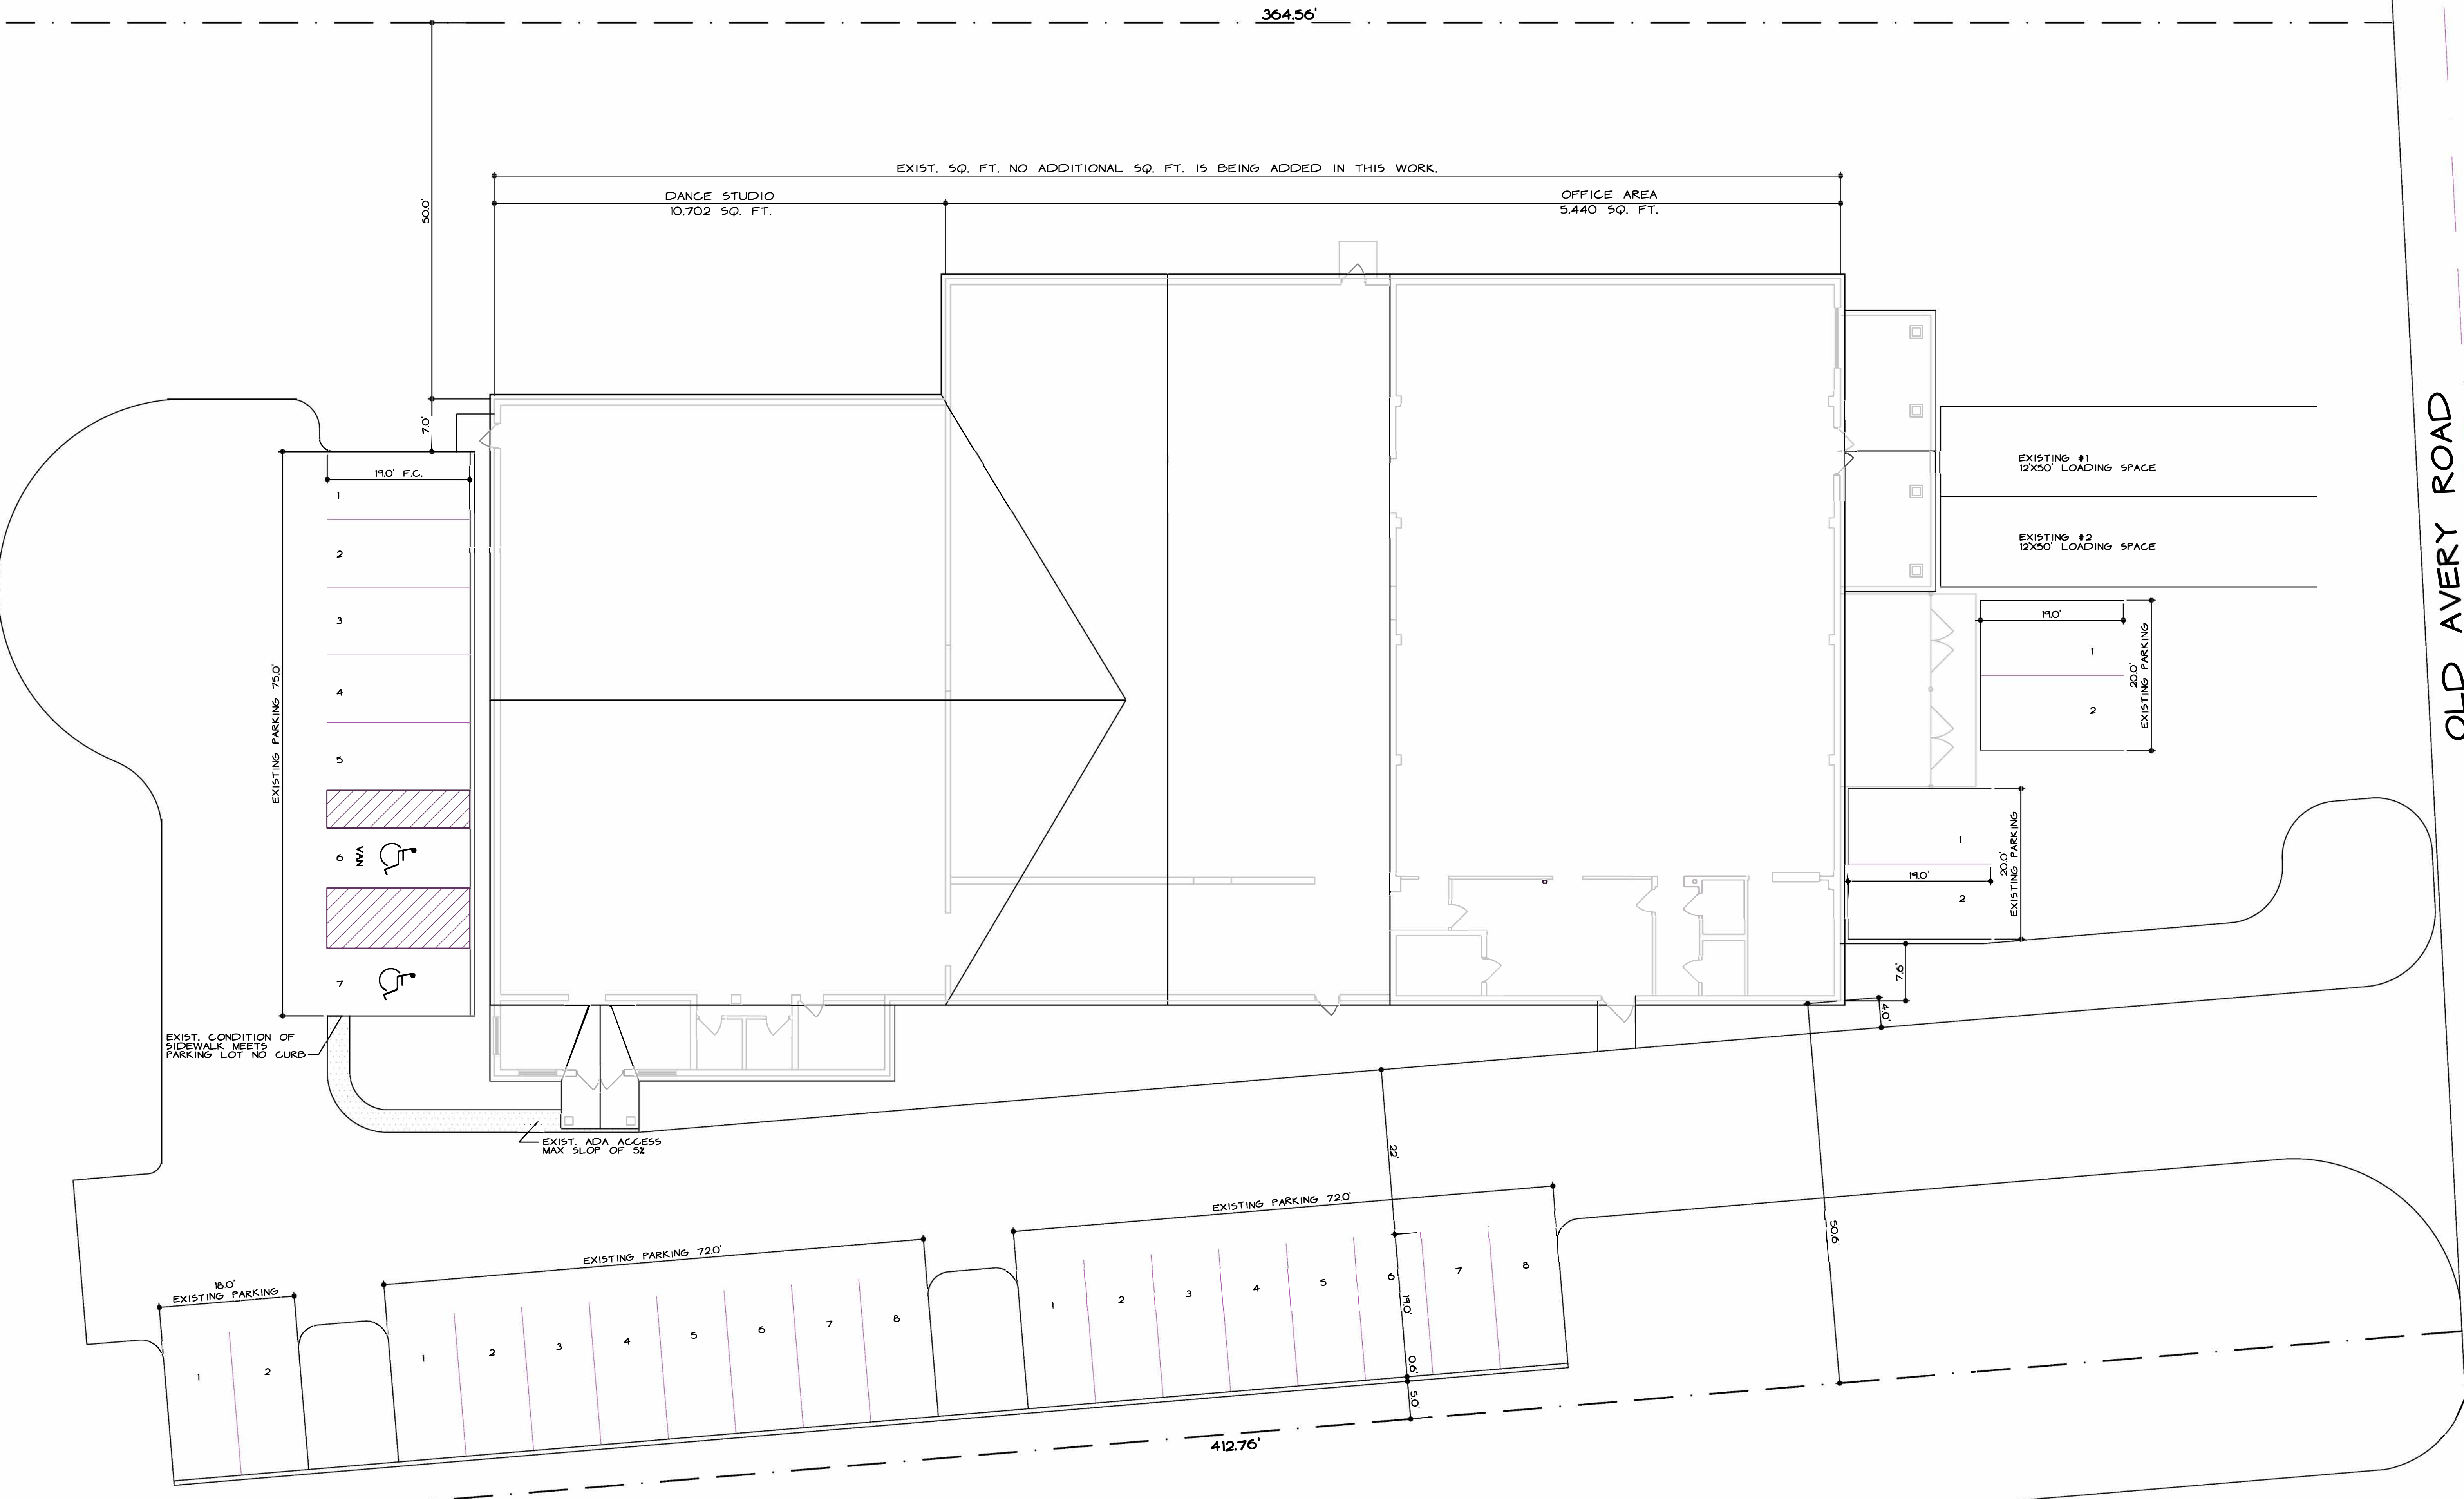 364.56'
EXIST. SQ. FT. NO ADDITIONAL SQ. FT. IS BEING ADDED IN THIS WORK.
DANCE STUDIO
10,702 SQ. FT.
OFFICE AREA
5,440 SQ. FT.
50.0'
7.0'
19.0' F.C.
EXISTING PARKING 75.0'
1
2
3
4
5
6
VAN
7
EXIST. CONDITION OF
SIDEWALK MEETS
PARKING LOT NO CURB
EXIST. ADA ACCESS
MAX SLOP OF 5%
EXISTING #1
12'X50' LOADING SPACE
EXISTING #2
12'X50' LOADING SPACE
OLD AVERY ROAD
19.0'
1
2
20.0'
EXISTING PARKING
1
19.0'
2
20.0'
EXISTING PARKING
7.6'
4.0'
22'
50.6'
18.0'
EXISTING PARKING
1
2
EXISTING PARKING 72.0'
1
2
3
4
5
6
7
8
EXISTING PARKING 72.0'
1
2
3
4
5
6
7
8
19.0'
0.6'
5.0'
412.76'